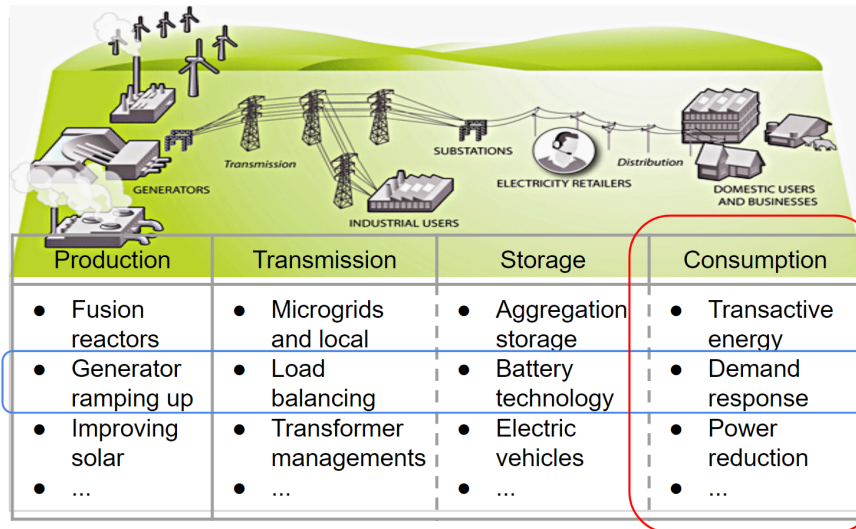 GENERATORS
Transmission
INDUSTRIAL USERS
SUBSTATIONS
ELECTRICITY RETAILERS
Distribution
DOMESTIC USERS
AND BUSINESSES
Production
Transmission
Storage
Consumption
● Fusion
reactors
● Generator
ramping up
● Improving
solar
● ...
● Microgrids
and local
● Load
balancing
● Transformer
managements
● ...
● Aggregation
storage
● Battery
technology
● Electric
vehicles
● ...
● Transactive
energy
● Demand
response
● Power
reduction
● ...